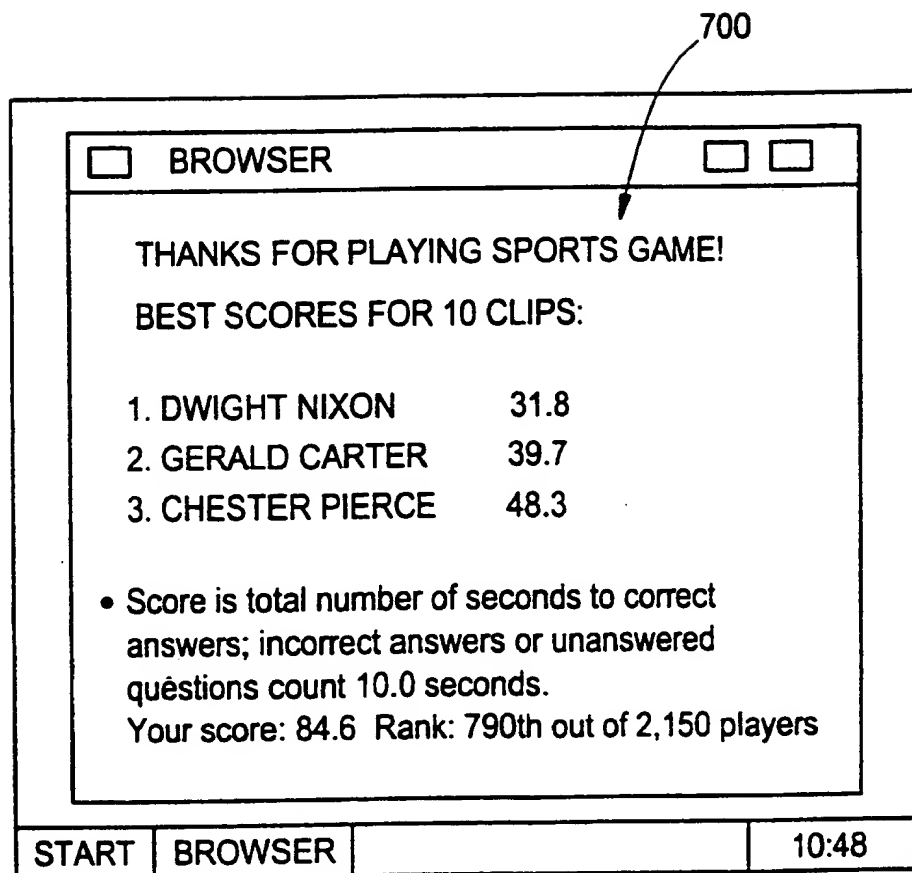 700
BROWSER
THANKS FOR PLAYING SPORTS GAME!
BEST SCORES FOR 10 CLIPS:
1. DWIGHT NIXON 31.8
2. GERALD CARTER 39.7
3. CHESTER PIERCE 48.3
• Score is total number of seconds to correct
answers; incorrect answers or unanswered
questions count 10.0 seconds.
Your score: 84.6 Rank: 790th out of 2,150 players
START BROWSER 10:48